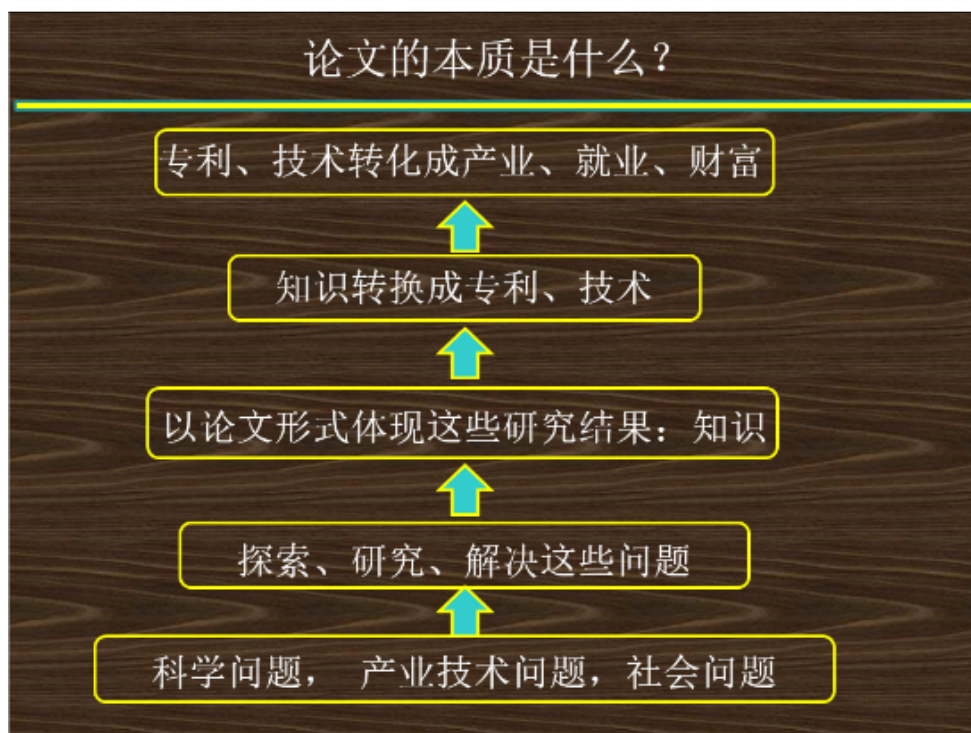 论文的本质是什么？
专利、技术转化成产业、就业、财富
知识转换成专利、技术
以论文形式体现这些研究结果：知识
探索、研究、解决这些问题
科学问题， 产业技术问题，社会问题